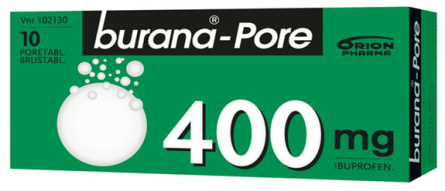 Vnr 102130
burana®-Pore
10
PORETABL.
BRUSTABL.
ORION
PHARMA
400 mg
IBUPROFEN.
burana®-Pore